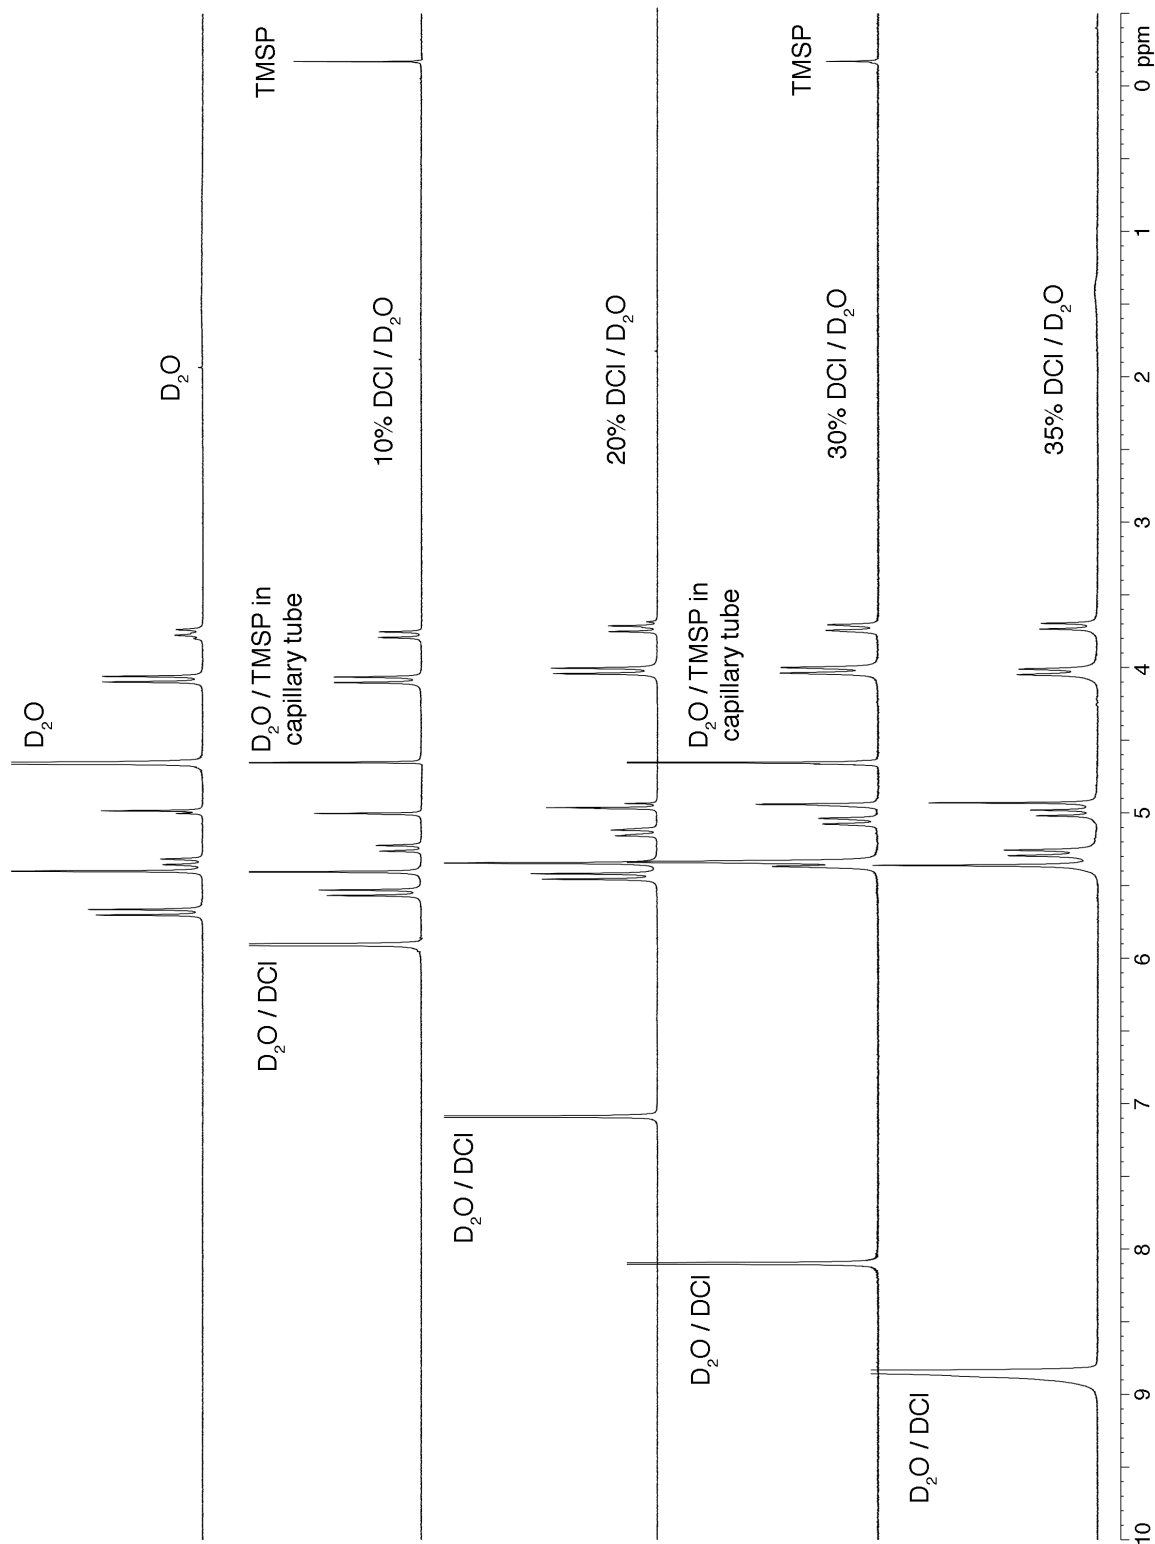 D₂O
D₂O
TMSP
D₂O / TMSP in
capillary tube
10% DCl / D₂O
D₂O / DCl
20% DCl / D₂O
D₂O / DCl
TMSP
D₂O / TMSP in
capillary tube
30% DCl / D₂O
D₂O / DCl
35% DCl / D₂O
D₂O / DCl
10 9 8 7 6 5 4 3 2 1 0 ppm